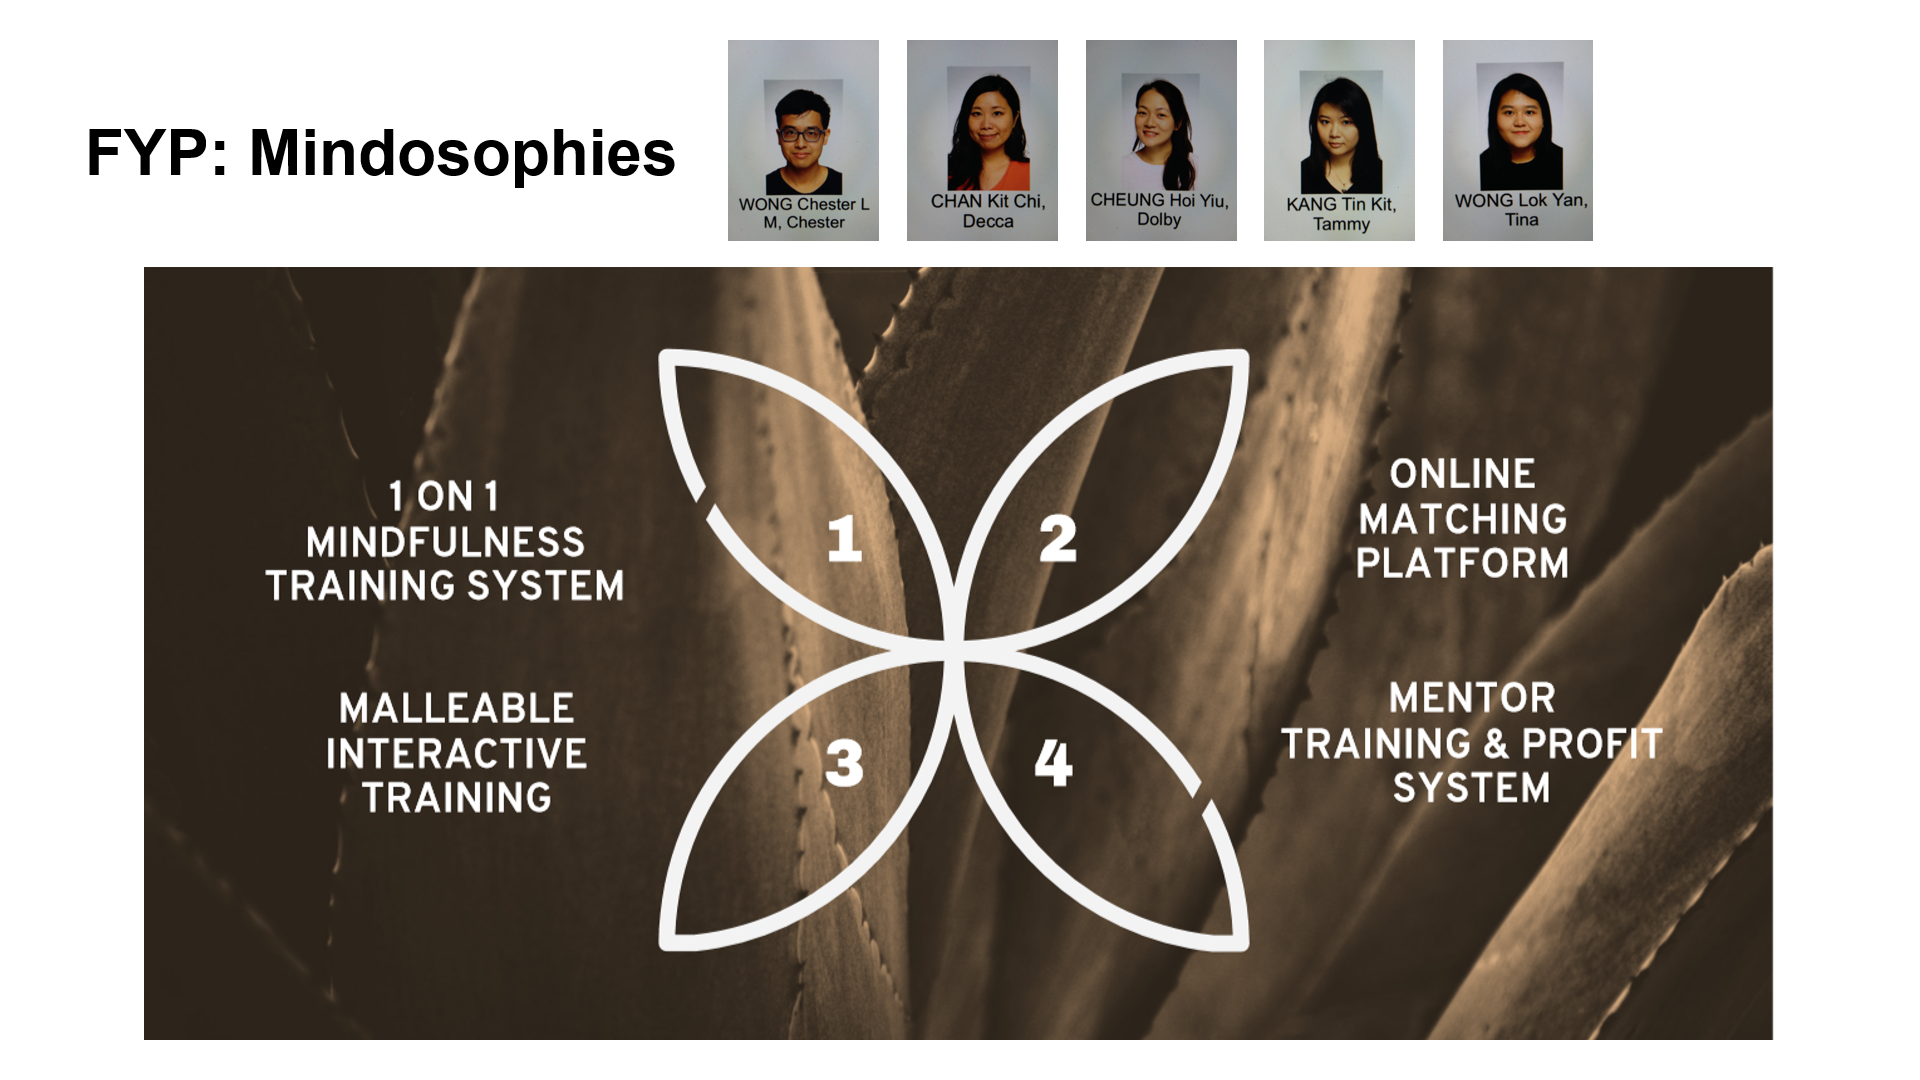 FYP: Mindosophies
WONG Chester L
M, Chester
CHAN Kit Chi,
Decca
CHEUNG Hoi Yiu,
Dolby
KANG Tin Kit,
Tammy
WONG Lok Yan,
Tina
1 ON 1
MINDFULNESS
TRAINING SYSTEM
1
2
ONLINE
MATCHING
PLATFORM
MALLEABLE
INTERACTIVE
TRAINING
3
4
MENTOR
TRAINING & PROFIT
SYSTEM